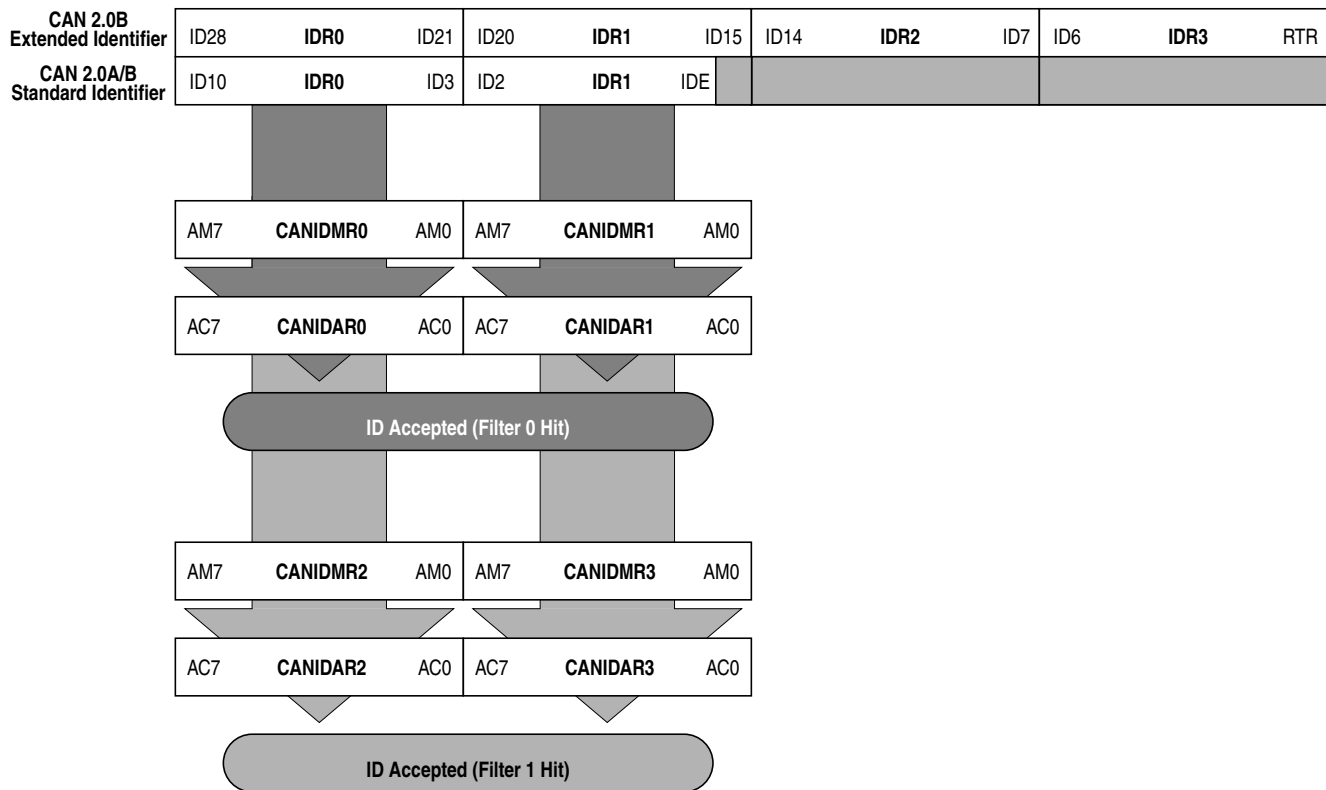 CAN 2.0B
Extended Identifier
ID28 IDR0 ID21 ID20 IDR1 ID15 ID14 IDR2 ID7 ID6 IDR3 RTR
CAN 2.0A/B
Standard Identifier
ID10 IDR0 ID3 ID2 IDR1 IDE
AM7 CANIDMR0 AM0 AM7 CANIDMR1 AM0
AC7 CANIDAR0 AC0 AC7 CANIDAR1 AC0
ID Accepted (Filter 0 Hit)
AM7 CANIDMR2 AM0 AM7 CANIDMR3 AM0
AC7 CANIDAR2 AC0 AC7 CANIDAR3 AC0
ID Accepted (Filter 1 Hit)